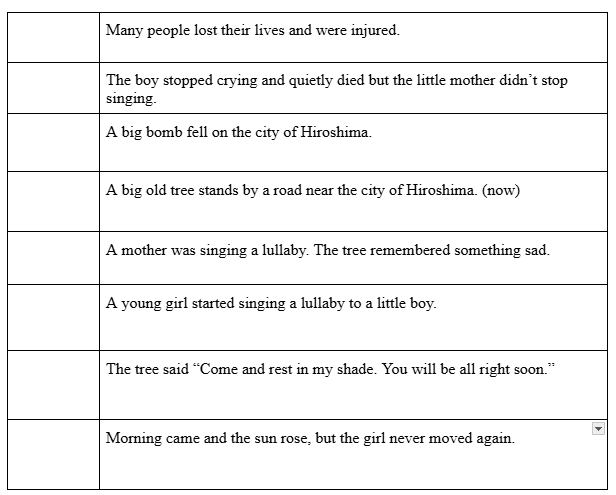 Many people lost their lives and were injured.
The boy stopped crying and quietly died but the little mother didn’t stop
singing.
A big bomb fell on the city of Hiroshima.
A big old tree stands by a road near the city of Hiroshima. (now)
A mother was singing a lullaby. The tree remembered something sad.
A young girl started singing a lullaby to a little boy.
The tree said “Come and rest in my shade. You will be all right soon.”
Morning came and the sun rose, but the girl never moved again.